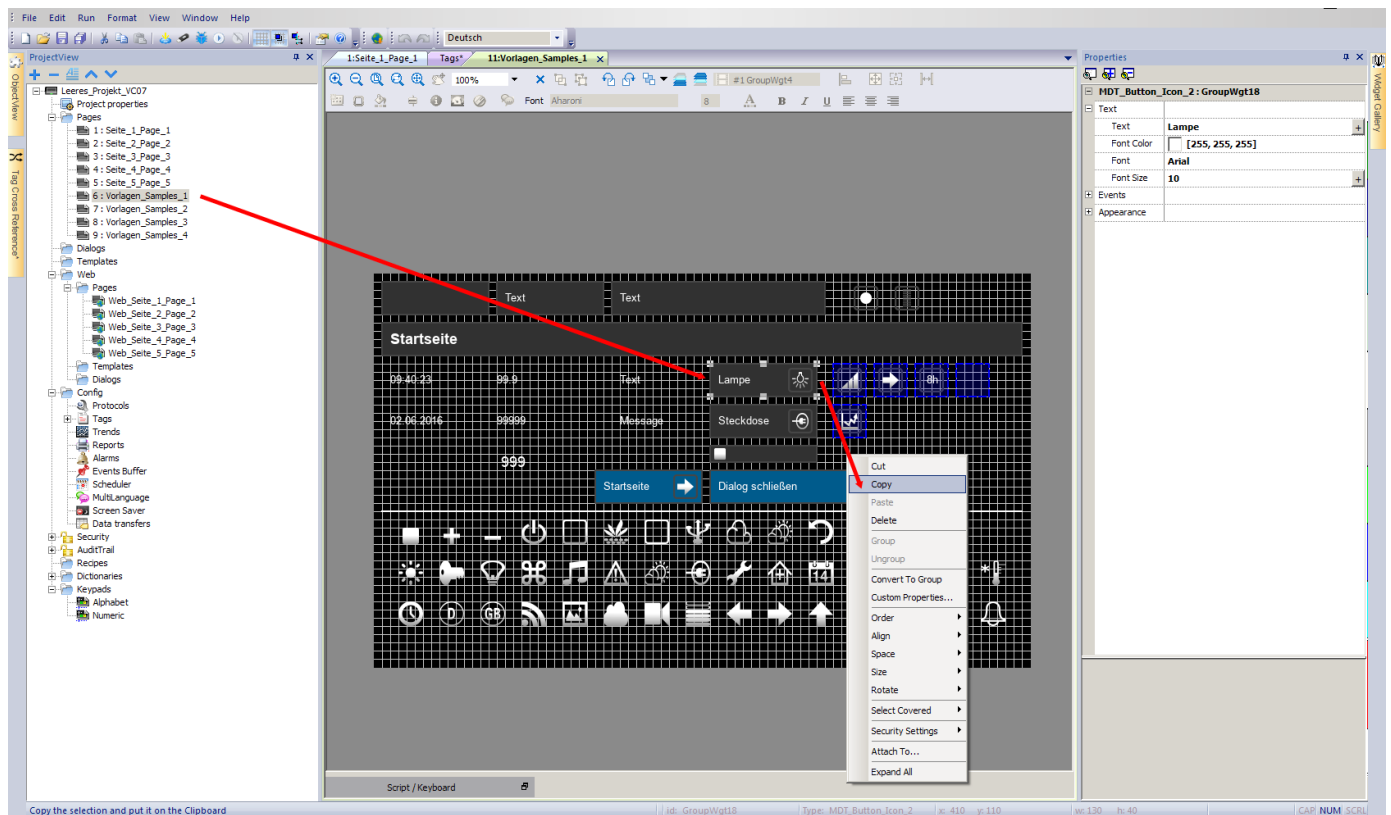 File Edit Run Format View Window Help
Deutsch
ProjectView
ObjectView
Tag Cross Reference*
Leeres_Projekt_VC07
Project properties
Pages
1 : Seite_1_Page_1
2 : Seite_2_Page_2
3 : Seite_3_Page_3
4 : Seite_4_Page_4
5 : Seite_5_Page_5
6 : Vorlagen_Samples_1
7 : Vorlagen_Samples_2
8 : Vorlagen_Samples_3
9 : Vorlagen_Samples_4
Dialogs
Templates
Web
Pages
Web_Seite_1_Page_1
Web_Seite_2_Page_2
Web_Seite_3_Page_3
Web_Seite_4_Page_4
Web_Seite_5_Page_5
Templates
Dialogs
Config
Protocols
Tags
Trends
Reports
Alarms
Events Buffer
Scheduler
MultiLanguage
Screen Saver
Data transfers
Security
AuditTrail
Recipes
Dictionaries
Keypads
Alphabet
Numeric
1:Seite_1_Page_1 Tags* 11:Vorlagen_Samples_1
100% #1 GroupWgt4
Font Aharoni 8 A B I U
Text Text
Startseite
09:40:23 99.9 Text Lampe 8h
02.06.2016 99999 Message Steckdose
999
Startseite Dialog schließen
14
D GB
Cut
Copy
Paste
Delete
Group
Ungroup
Convert To Group
Custom Properties...
Order
Align
Space
Size
Rotate
Select Covered
Security Settings
Attach To...
Expand All
Script / Keyboard
Properties
Widget Gallery
MDT_Button_Icon_2 : GroupWgt18
Text
Text Lampe
Font Color [255, 255, 255]
Font Arial
Font Size 10
Events
Appearance
Copy the selection and put it on the Clipboard id: GroupWgt18 Type: MDT_Button_Icon_2 x: 410 y: 110 w: 130 h: 40 CAP NUM SCRL